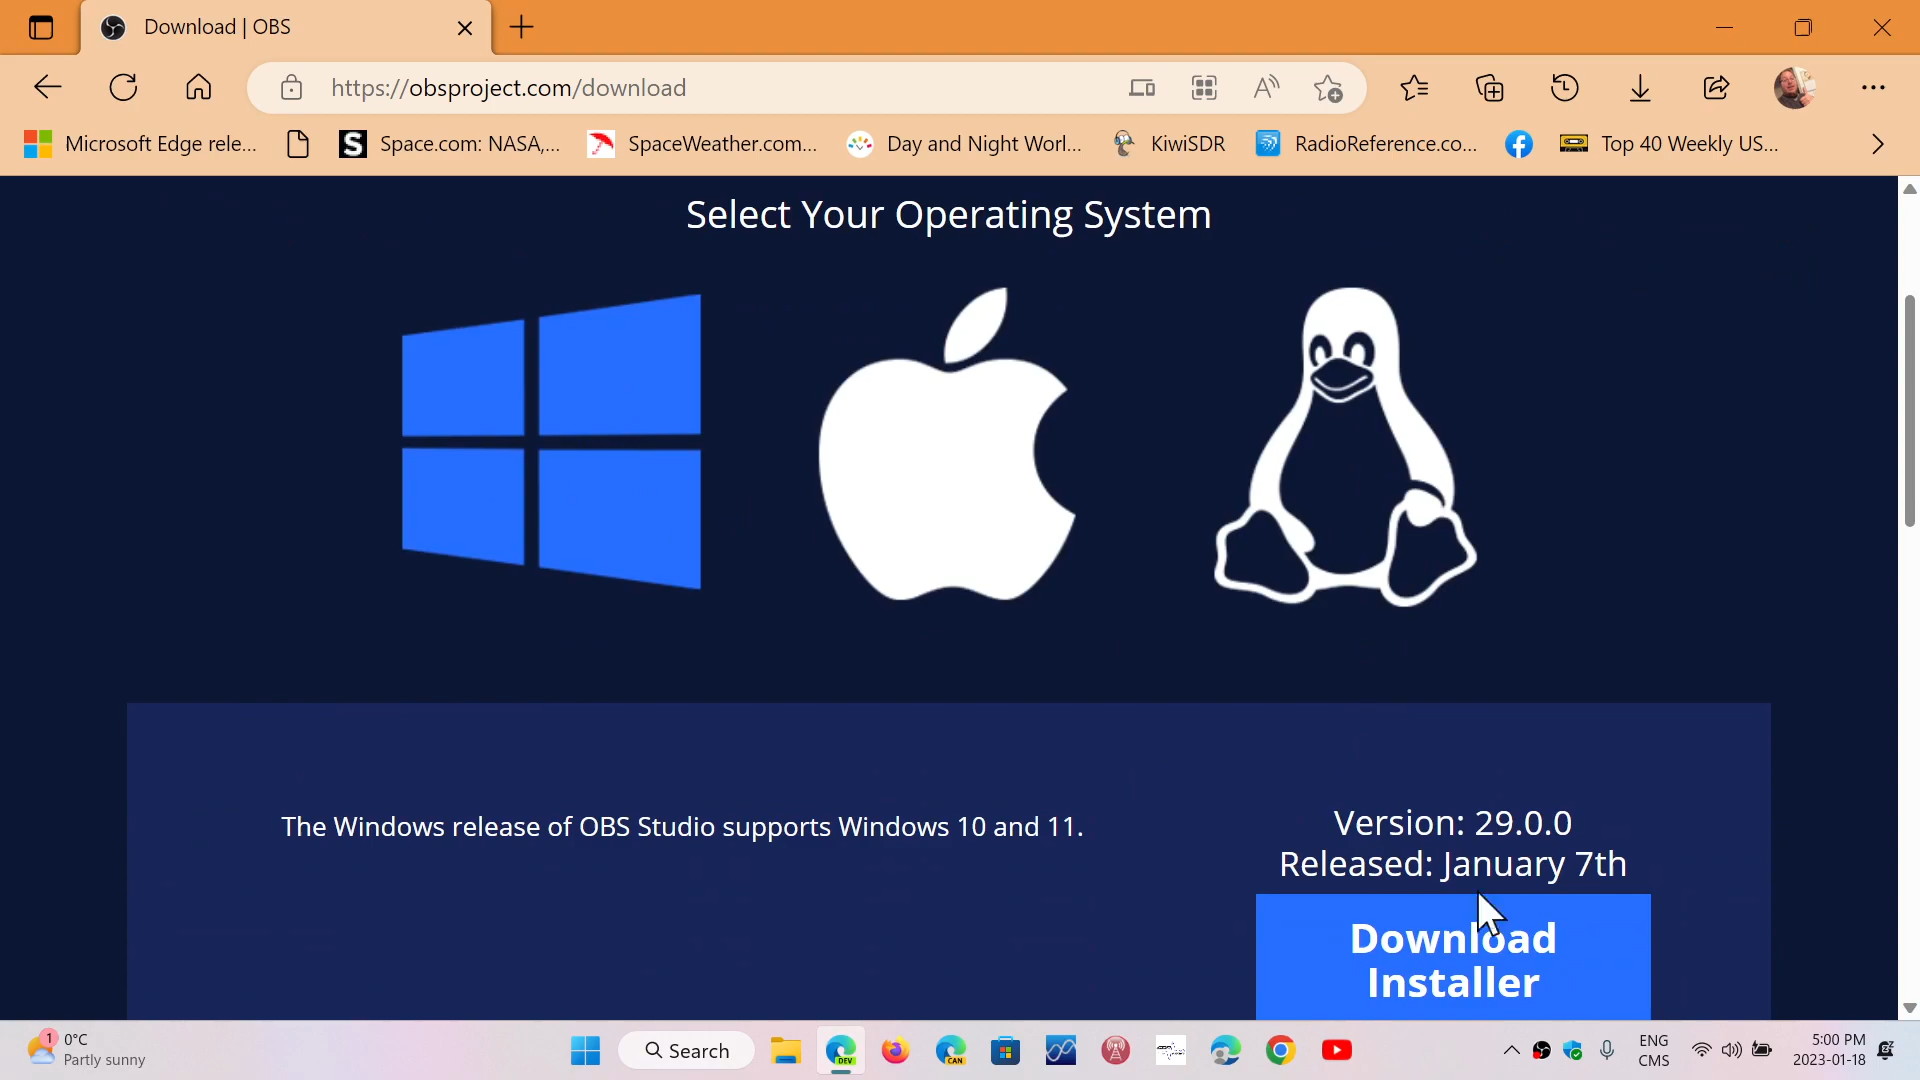 Download | OBS
https://obsproject.com/download
Microsoft Edge rele...
S
Space.com: NASA,...
SpaceWeather.com...
Day and Night Worl...
KiwiSDR
RadioReference.co...
Top 40 Weekly US...
Select Your Operating System
The Windows release of OBS Studio supports Windows 10 and 11.
Version: 29.0.0
Released: January 7th
Download
Installer
1
0°C
Partly sunny
Search
DEV
CAN
ENG
CMS
5:00 PM
2023-01-18